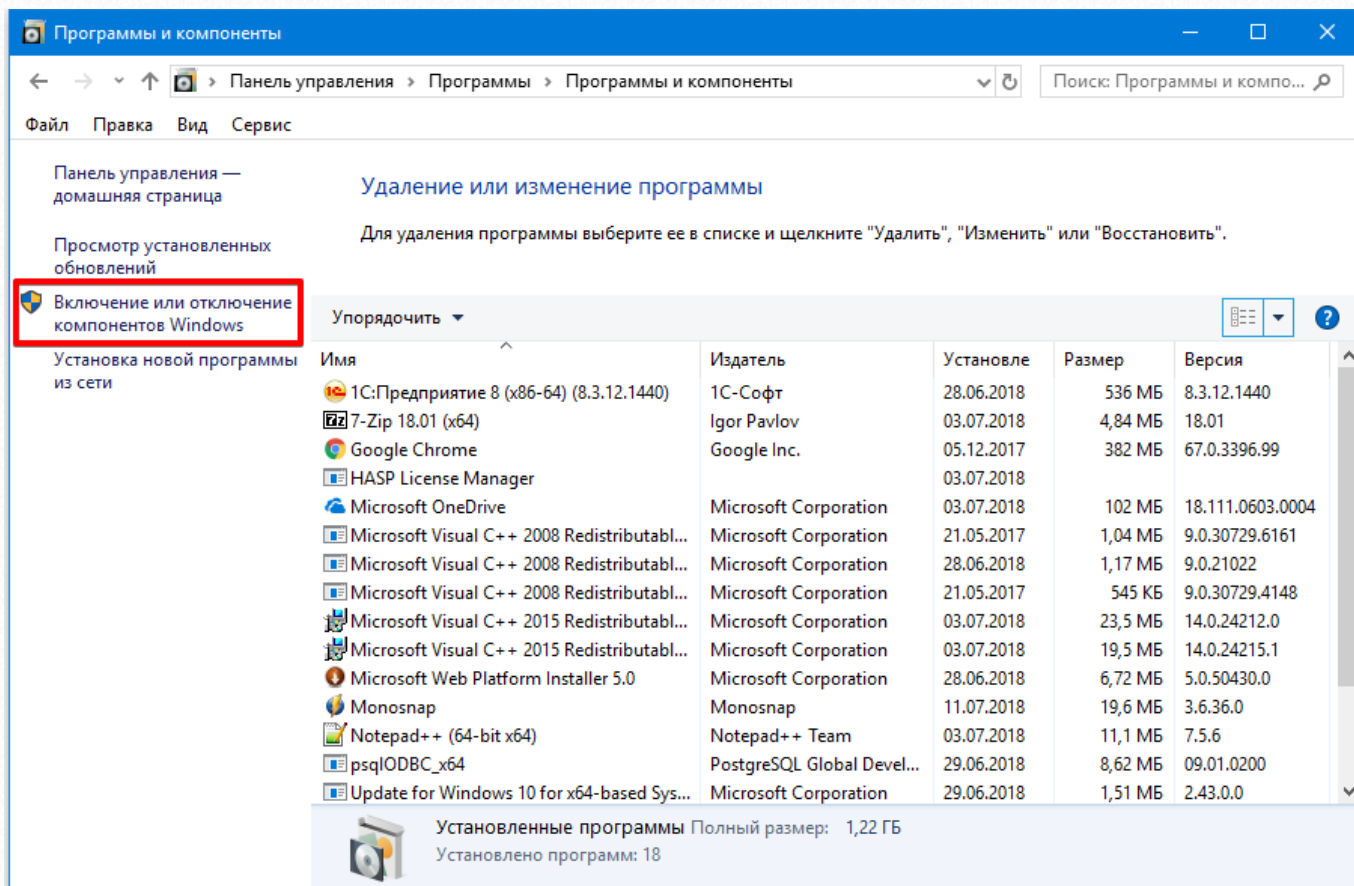 Программы и компоненты
Панель управления › Программы › Программы и компоненты
Поиск: Программы и компо...
Файл Правка Вид Сервис
Панель управления —
домашняя страница
Просмотр установленных
обновлений
Включение или отключение
компонентов Windows
Установка новой программы
из сети
Удаление или изменение программы
Для удаления программы выберите ее в списке и щелкните "Удалить", "Изменить" или "Восстановить".
Упорядочить
Имя Издатель Установле Размер Версия
1С:Предприятие 8 (x86-64) (8.3.12.1440) 1С-Софт 28.06.2018 536 МБ 8.3.12.1440
7-Zip 18.01 (x64) Igor Pavlov 03.07.2018 4,84 МБ 18.01
Google Chrome Google Inc. 05.12.2017 382 МБ 67.0.3396.99
HASP License Manager 03.07.2018
Microsoft OneDrive Microsoft Corporation 03.07.2018 102 МБ 18.111.0603.0004
Microsoft Visual C++ 2008 Redistributabl... Microsoft Corporation 21.05.2017 1,04 МБ 9.0.30729.6161
Microsoft Visual C++ 2008 Redistributabl... Microsoft Corporation 28.06.2018 1,17 МБ 9.0.21022
Microsoft Visual C++ 2008 Redistributabl... Microsoft Corporation 21.05.2017 545 КБ 9.0.30729.4148
Microsoft Visual C++ 2015 Redistributabl... Microsoft Corporation 03.07.2018 23,5 МБ 14.0.24212.0
Microsoft Visual C++ 2015 Redistributabl... Microsoft Corporation 03.07.2018 19,5 МБ 14.0.24215.1
Microsoft Web Platform Installer 5.0 Microsoft Corporation 28.06.2018 6,72 МБ 5.0.50430.0
Monosnap Monosnap 11.07.2018 19,6 МБ 3.6.36.0
Notepad++ (64-bit x64) Notepad++ Team 03.07.2018 11,1 МБ 7.5.6
psqlODBC_x64 PostgreSQL Global Devel... 29.06.2018 8,62 МБ 09.01.0200
Update for Windows 10 for x64-based Sys... Microsoft Corporation 29.06.2018 1,51 МБ 2.43.0.0
Установленные программы Полный размер: 1,22 ГБ
Установлено программ: 18